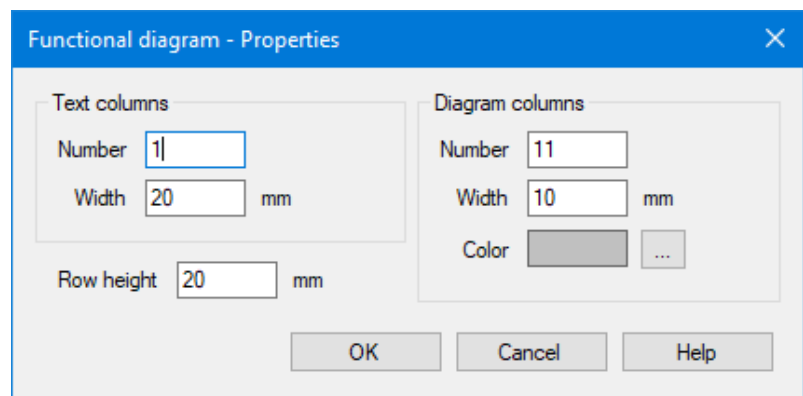 Functional diagram - Properties
Text columns
Number 1
Width 20 mm
Row height 20 mm
Diagram columns
Number 11
Width 10 mm
Color ...
OK Cancel Help